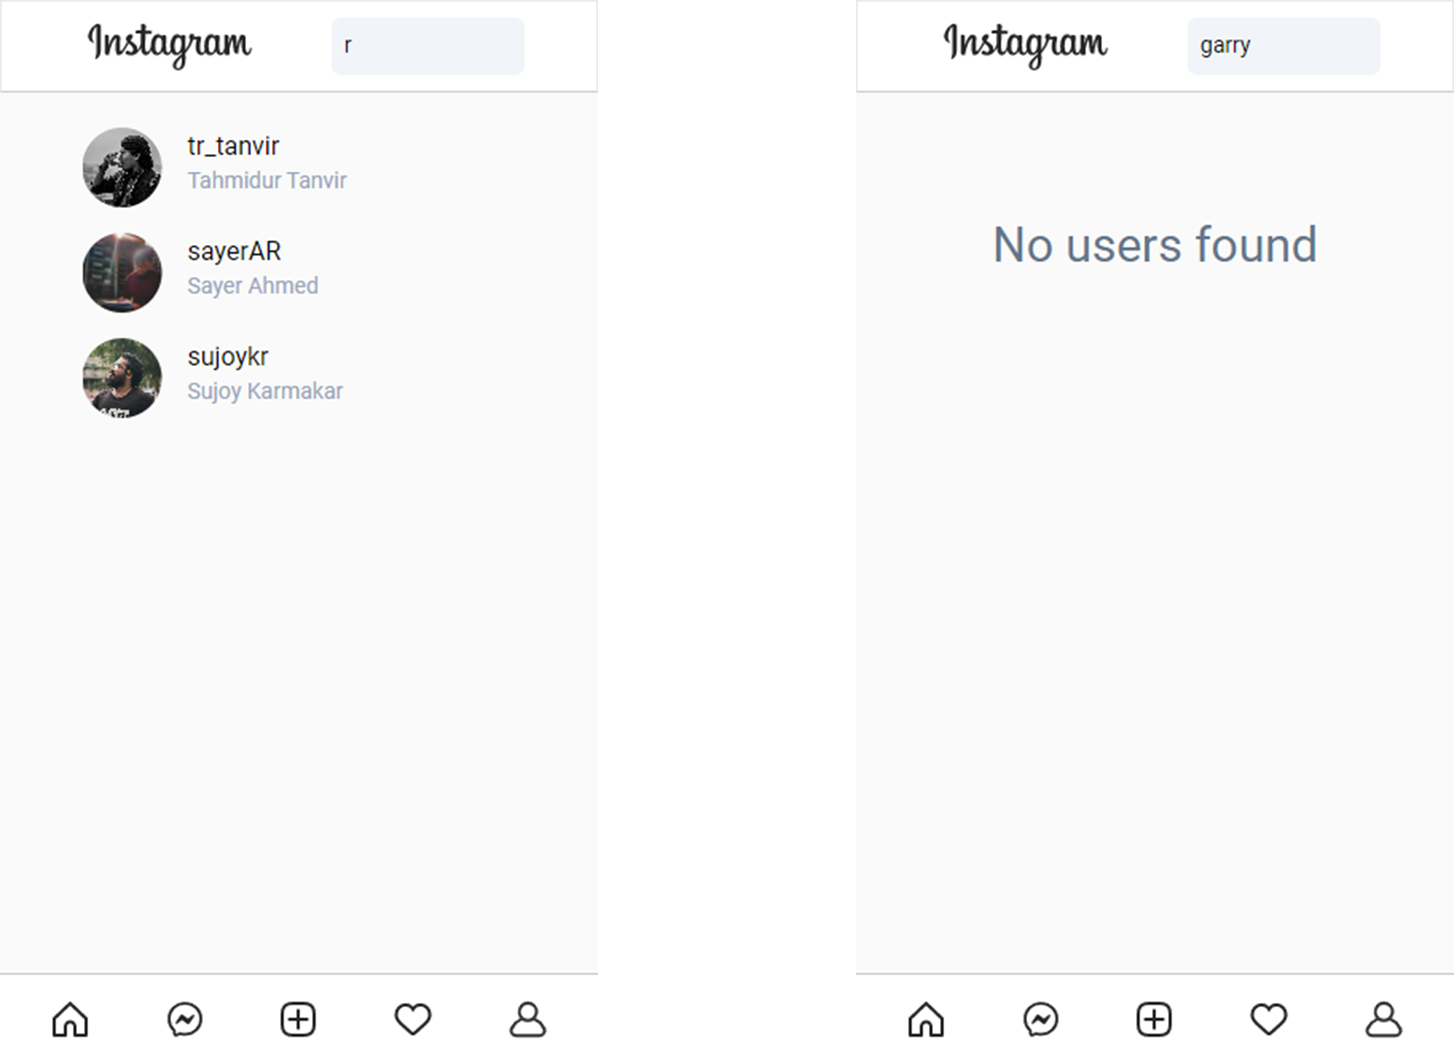 Instagram
r
tr_tanvir
Tahmidur Tanvir
sayerAR
Sayer Ahmed
sujoykr
Sujoy Karmakar
Instagram
garry
No users found